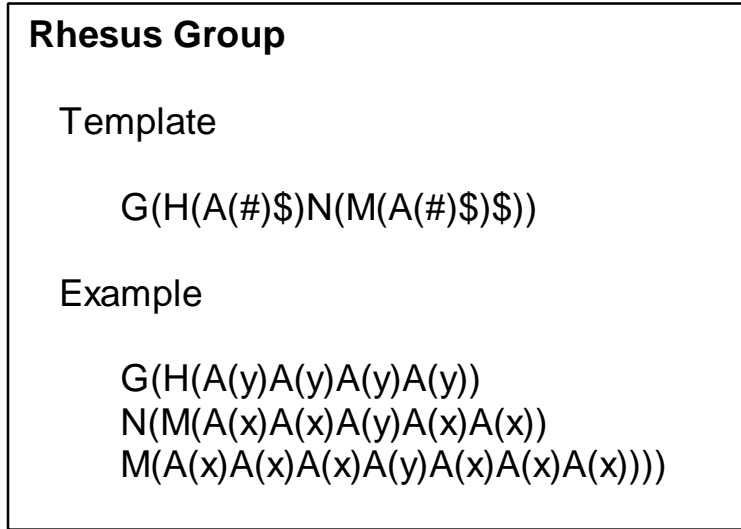 Rhesus Group
Template
G(H(A(#)$)N(M(A(#)$)$))
Example
G(H(A(y)A(y)A(y)A(y))
N(M(A(x)A(x)A(y)A(x)A(x))
M(A(x)A(x)A(x)A(y)A(x)A(x)A(x))))